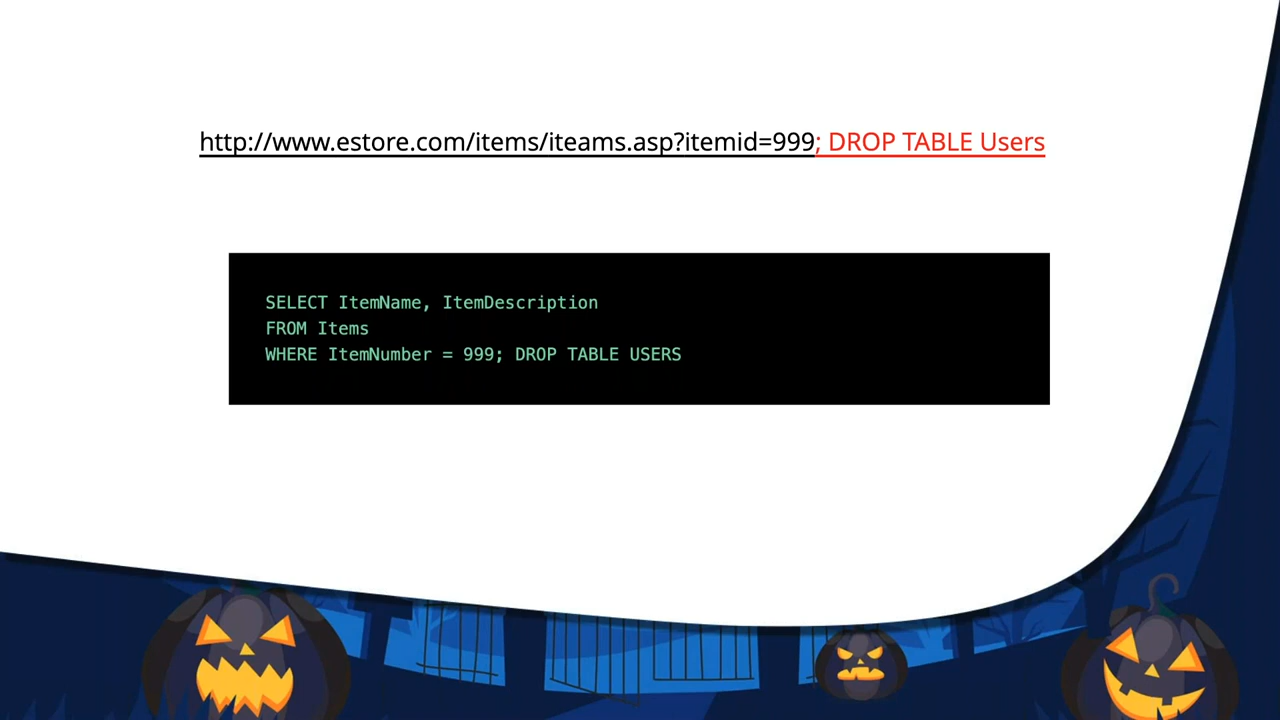 http://www.estore.com/items/iteams.asp?itemid=999; DROP TABLE Users
SELECT ItemName, ItemDescription
FROM Items
WHERE ItemNumber = 999; DROP TABLE USERS